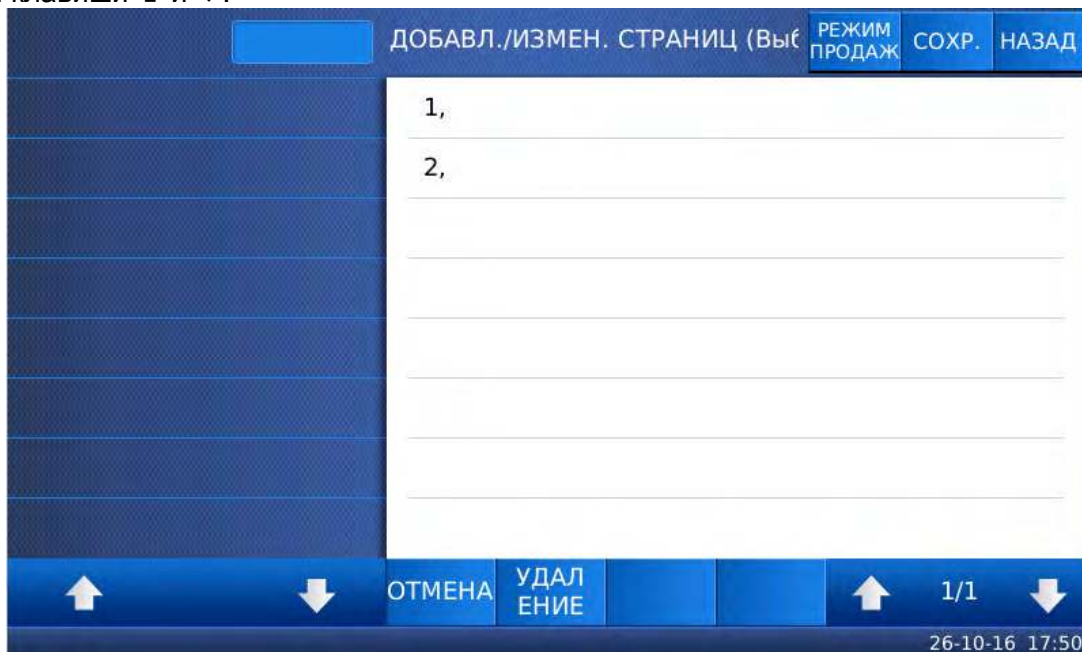 ДОБАВЛ./ИЗМЕН. СТРАНИЦ (Выб
РЕЖИМ
ПРОДАЖ
СОХР.
НАЗАД
1,
2,
ОТМЕНА
УДАЛ
ЕНИЕ
1/1
26-10-16 17:50